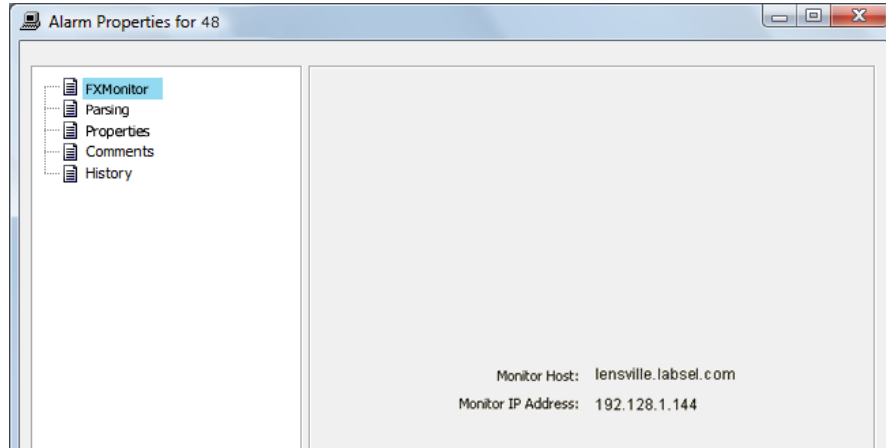 Alarm Properties for 48
FXMonitor
Parsing
Properties
Comments
History
Monitor Host: lensville.labsel.com
Monitor IP Address: 192.128.1.144